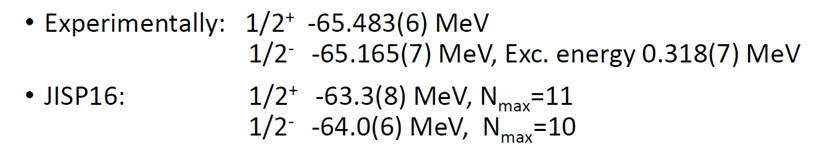 • Experimentally: 1/2⁺ -65.483(6) MeV
1/2⁻ -65.165(7) MeV, Exc. energy 0.318(7) MeV
• JISP16: 1/2⁺ -63.3(8) MeV, Nₘₐₓ=11
1/2⁻ -64.0(6) MeV, Nₘₐₓ=10